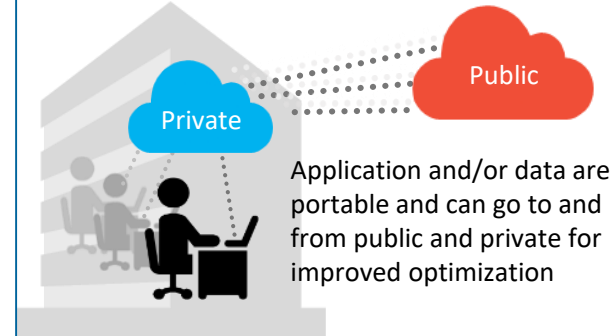 Public
Private
Application and/or data are
portable and can go to and
from public and private for
improved optimization